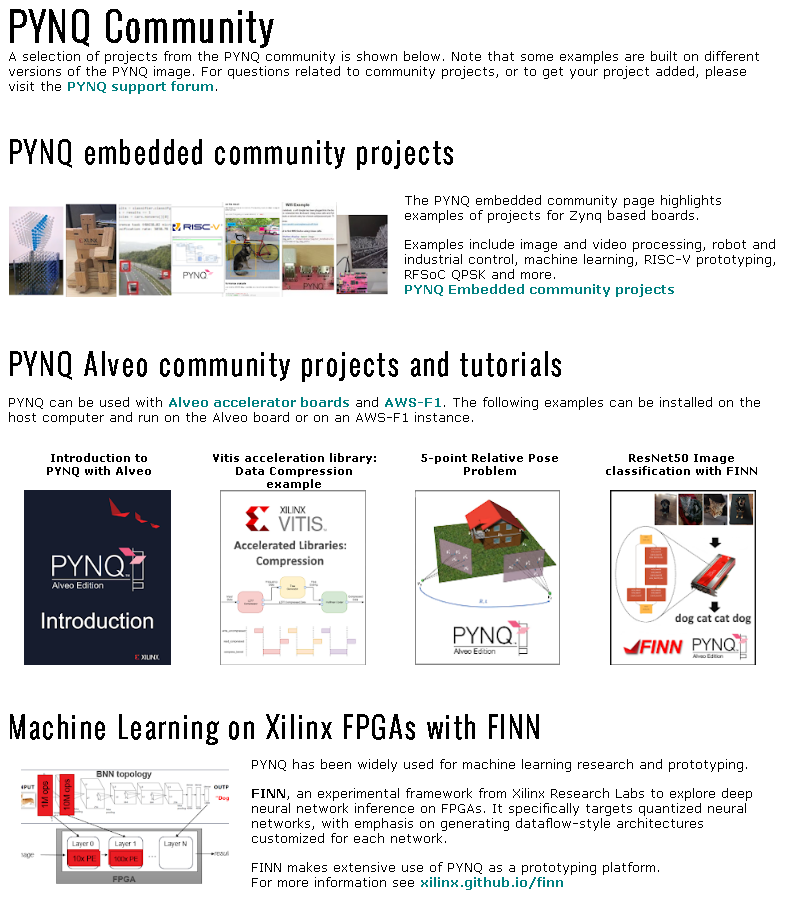 PYNQ Community
A selection of projects from the PYNQ community is shown below. Note that some examples are built on different
versions of the PYNQ image. For questions related to community projects, or to get your project added, please
visit the PYNQ support forum.
PYNQ embedded community projects
RISC-V
PYNQ
The PYNQ embedded community page highlights
examples of projects for Zynq based boards.
Examples include image and video processing, robot and
industrial control, machine learning, RISC-V prototyping,
RFSoC QPSK and more.
PYNQ Embedded community projects
PYNQ Alveo community projects and tutorials
PYNQ can be used with Alveo accelerator boards and AWS-F1. The following examples can be installed on the
host computer and run on the Alveo board or on an AWS-F1 instance.
Introduction to
PYNQ with Alveo
PYNQ
Alveo Edition
Introduction
XILINX
Vitis acceleration library:
Data Compression
example
XILINX
VITIS
Accelerated Libraries:
Compression
5-point Relative Pose
Problem
PYNQ
Alveo Edition
ResNet50 Image
classification with FINN
dog cat cat dog
FINN PYNQ
Alveo Edition
Machine Learning on Xilinx FPGAs with FINN
BNN topology
1M ops
10M ops
Layer 0
Layer 1
...
Layer N
10x PE
100x PE
FPGA
PYNQ has been widely used for machine learning research and prototyping.
FINN, an experimental framework from Xilinx Research Labs to explore deep
neural network inference on FPGAs. It specifically targets quantized neural
networks, with emphasis on generating dataflow-style architectures
customized for each network.
FINN makes extensive use of PYNQ as a prototyping platform.
For more information see xilinx.github.io/finn